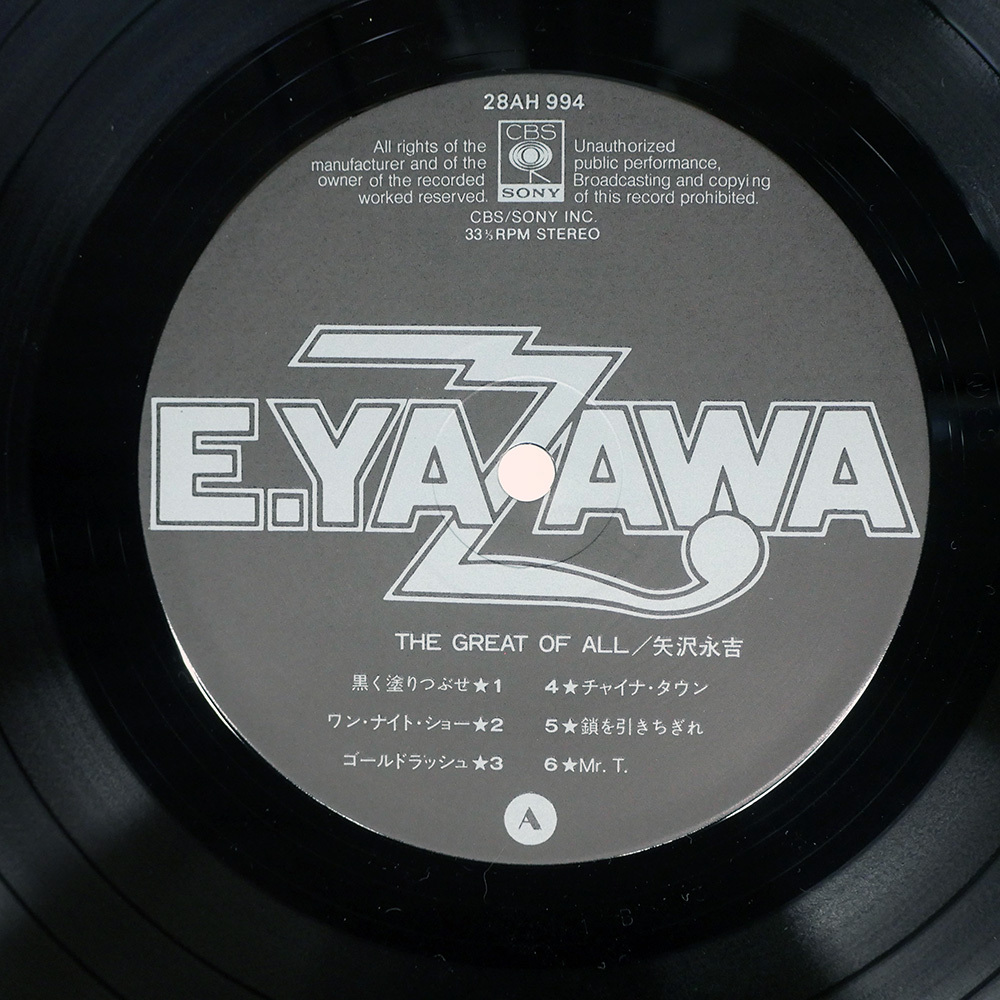 28AH 994
All rights of the
manufacturer and of the
owner of the recorded
worked reserved.
CBS
SONY
Unauthorized
public performance,
Broadcasting and copying
of this record prohibited.
CBS/SONY INC.
33⅓RPM STEREO
E.YAZAWA
THE GREAT OF ALL/矢沢永吉
黒く塗りつぶせ★1
ワン・ナイト・ショー★2
ゴールドラッシュ★3
4★チャイナ・タウン
5★鎖を引きちぎれ
6★Mr. T.
A